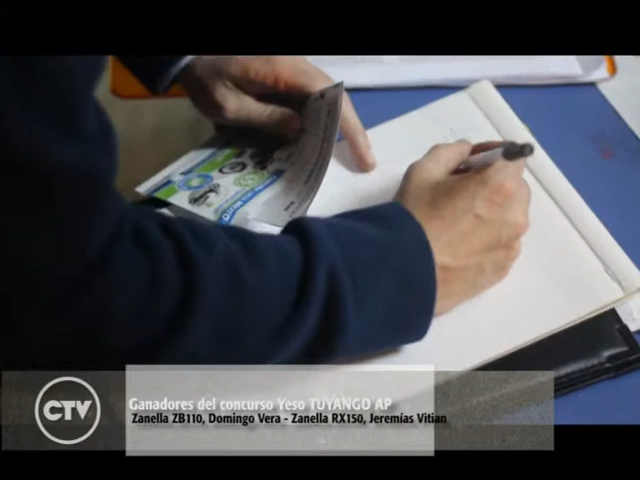 CTV
Ganadores del concurso Yeso TUYANGO AP
Zanella ZB110, Domingo Vera - Zanella RX150, Jeremías Vitian